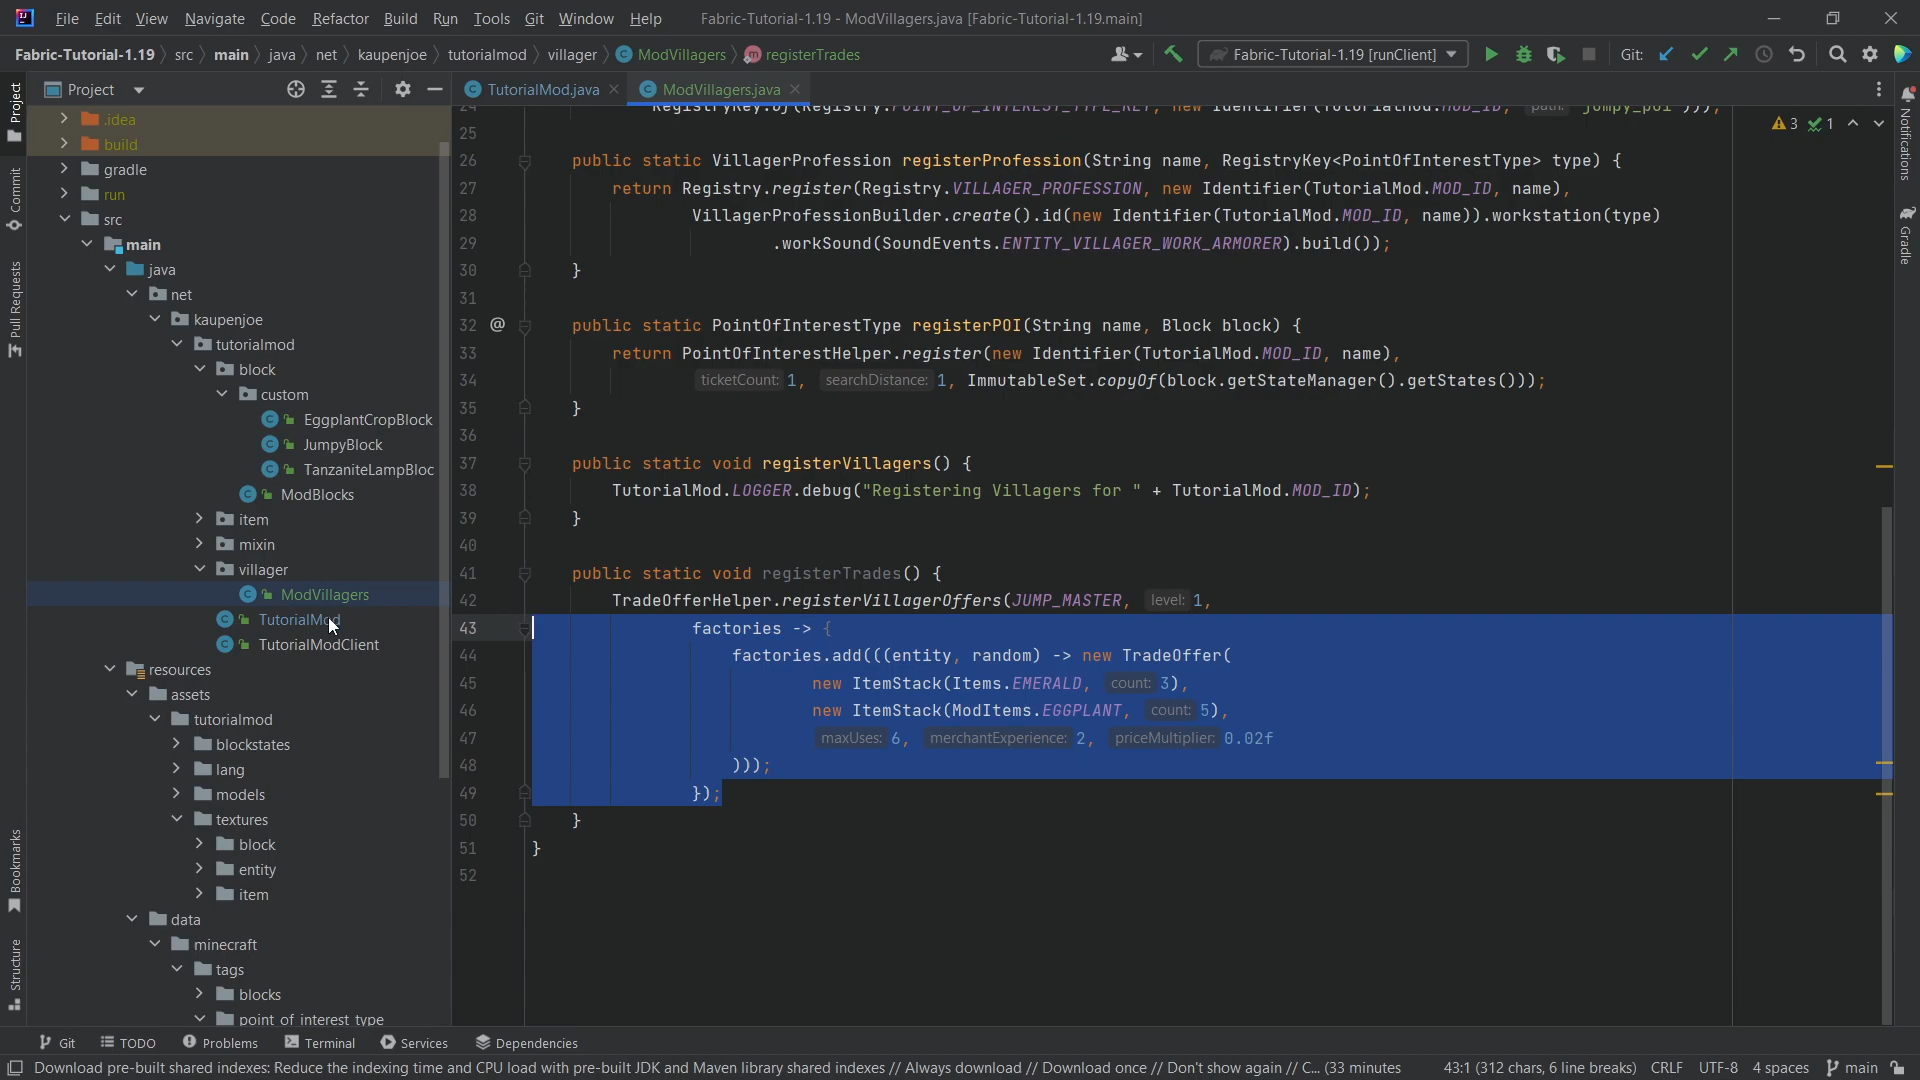 File Edit View Navigate Code Refactor Build Run Tools Git Window Help Fabric-Tutorial-1.19 - ModVillagers.java [Fabric-Tutorial-1.19.main]
Fabric-Tutorial-1.19 src main java net kaupenjoe tutorialmod villager ModVillagers registerTrades Fabric-Tutorial-1.19 [runClient] Git:
Project
TutorialMod.java ModVillagers.java
Project
Commit
Pull Requests
Bookmarks
Structure
.idea
build
gradle
run
src
main
java
net
kaupenjoe
tutorialmod
block
custom
EggplantCropBlock
JumpyBlock
TanzaniteLampBloc
ModBlocks
item
mixin
villager
ModVillagers
TutorialMod
TutorialModClient
resources
assets
tutorialmod
blockstates
lang
models
textures
block
entity
item
data
minecraft
tags
blocks
point_of_interest_type
3 1
25
26 public static VillagerProfession registerProfession(String name, RegistryKey<PointOfInterestType> type) {
27 return Registry.register(Registry.VILLAGER_PROFESSION, new Identifier(TutorialMod.MOD_ID, name),
28 VillagerProfessionBuilder.create().id(new Identifier(TutorialMod.MOD_ID, name)).workstation(type)
29 .workSound(SoundEvents.ENTITY_VILLAGER_WORK_ARMORER).build());
30 }
31
32 @ public static PointOfInterestType registerPOI(String name, Block block) {
33 return PointOfInterestHelper.register(new Identifier(TutorialMod.MOD_ID, name),
34 ticketCount: 1, searchDistance: 1, ImmutableSet.copyOf(block.getStateManager().getStates()));
35 }
36
37 public static void registerVillagers() {
38 TutorialMod.LOGGER.debug("Registering Villagers for " + TutorialMod.MOD_ID);
39 }
40
41 public static void registerTrades() {
42 TradeOfferHelper.registerVillagerOffers(JUMP_MASTER, level: 1,
43 factories -> {
44 factories.add(((entity, random) -> new TradeOffer(
45 new ItemStack(Items.EMERALD, count: 3),
46 new ItemStack(ModItems.EGGPLANT, count: 5),
47 maxUses: 6, merchantExperience: 2, priceMultiplier: 0.02f
48 )));
49 });
50 }
51 }
52
Notifications
Gradle
Git TODO Problems Terminal Services Dependencies
Download pre-built shared indexes: Reduce the indexing time and CPU load with pre-built JDK and Maven library shared indexes // Always download // Download once // Don't show again // C... (33 minutes 43:1 (312 chars, 6 line breaks) CRLF UTF-8 4 spaces main